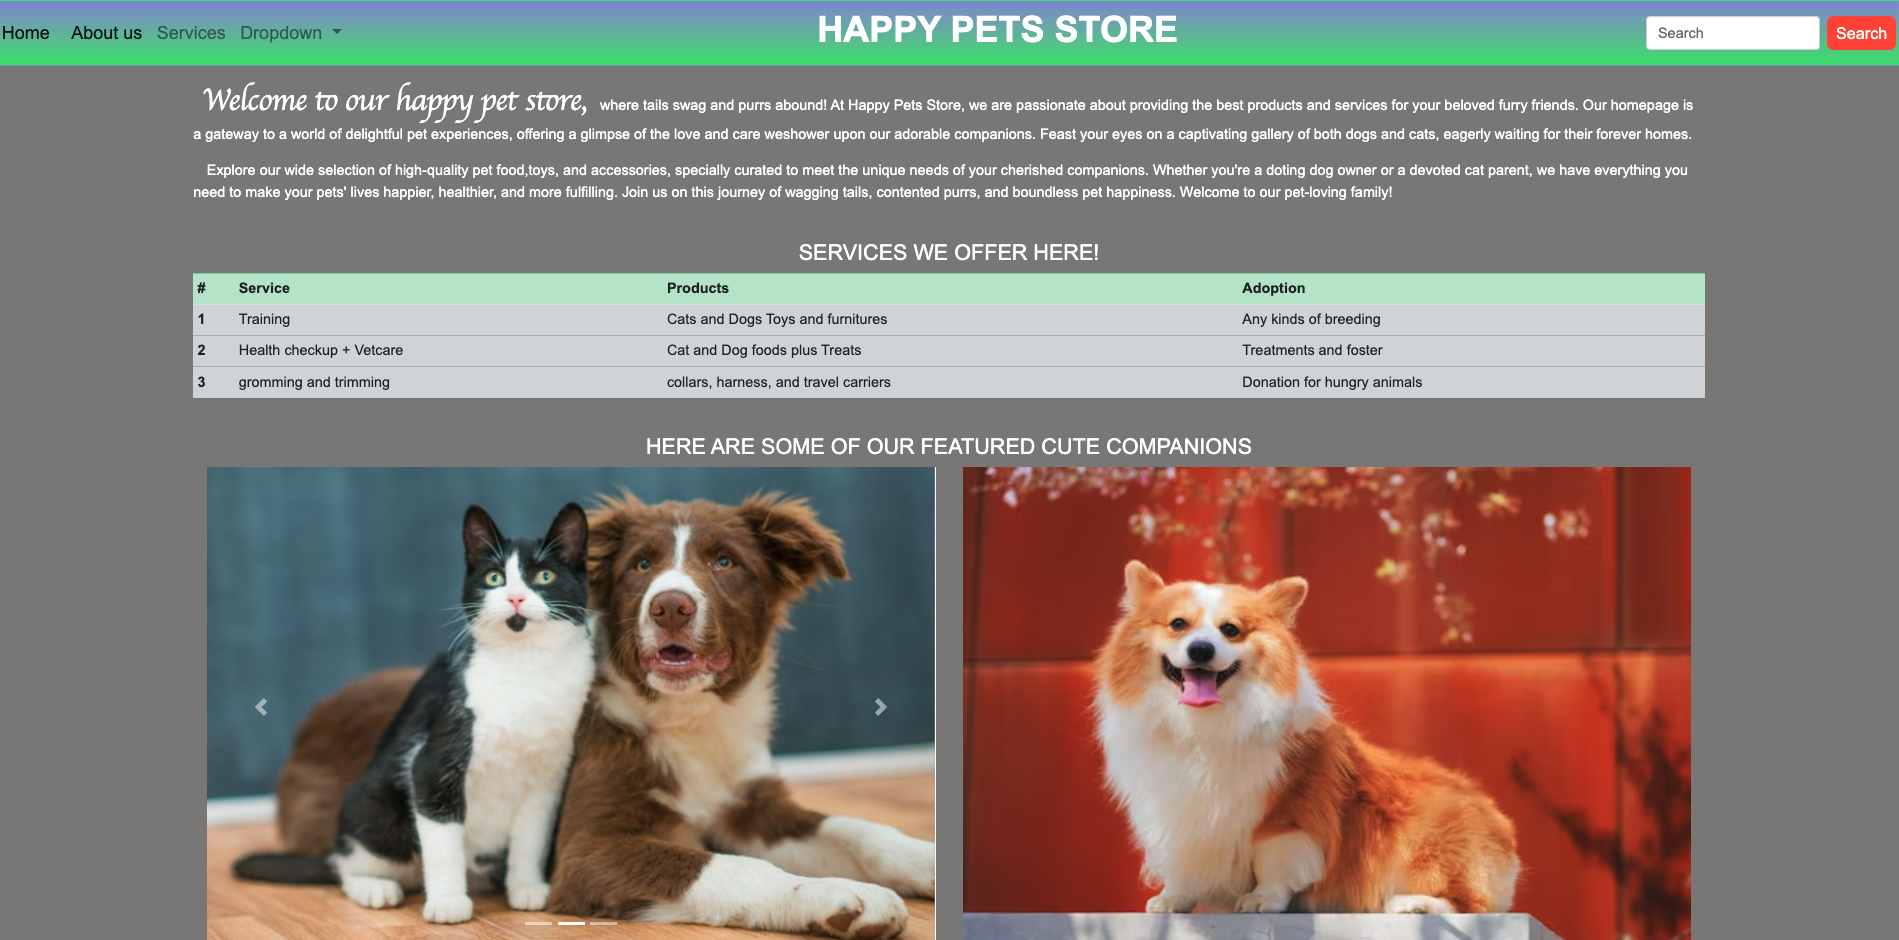 Home About us Services Dropdown HAPPY PETS STORE Search Search
Welcome to our happy pet store, where tails swag and purrs abound! At Happy Pets Store, we are passionate about providing the best products and services for your beloved furry friends. Our homepage is
a gateway to a world of delightful pet experiences, offering a glimpse of the love and care weshower upon our adorable companions. Feast your eyes on a captivating gallery of both dogs and cats, eagerly waiting for their forever homes.
Explore our wide selection of high-quality pet food,toys, and accessories, specially curated to meet the unique needs of your cherished companions. Whether you're a doting dog owner or a devoted cat parent, we have everything you
need to make your pets' lives happier, healthier, and more fulfilling. Join us on this journey of wagging tails, contented purrs, and boundless pet happiness. Welcome to our pet-loving family!
SERVICES WE OFFER HERE!
# Service Products Adoption
1 Training Cats and Dogs Toys and furnitures Any kinds of breeding
2 Health checkup + Vetcare Cat and Dog foods plus Treats Treatments and foster
3 gromming and trimming collars, harness, and travel carriers Donation for hungry animals
HERE ARE SOME OF OUR FEATURED CUTE COMPANIONS